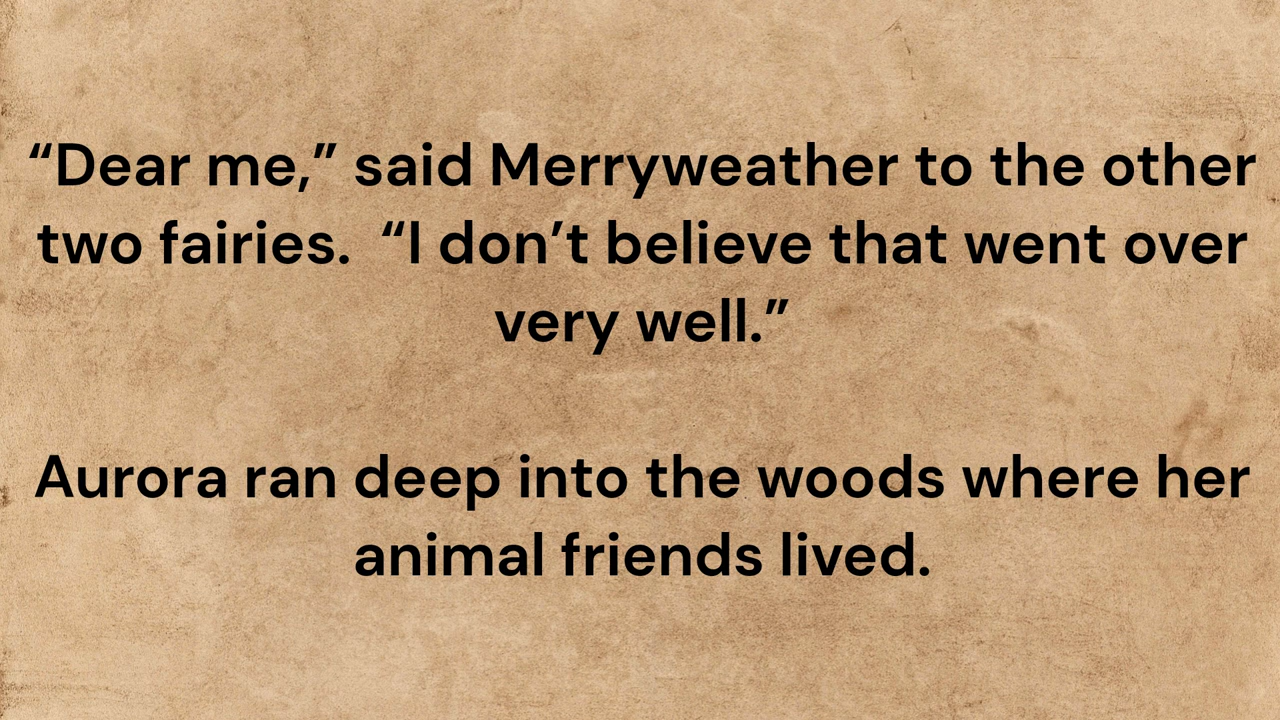 “Dear me,” said Merryweather to the other
two fairies.  “I don’t believe that went over
very well.”
Aurora ran deep into the woods where her
animal friends lived.